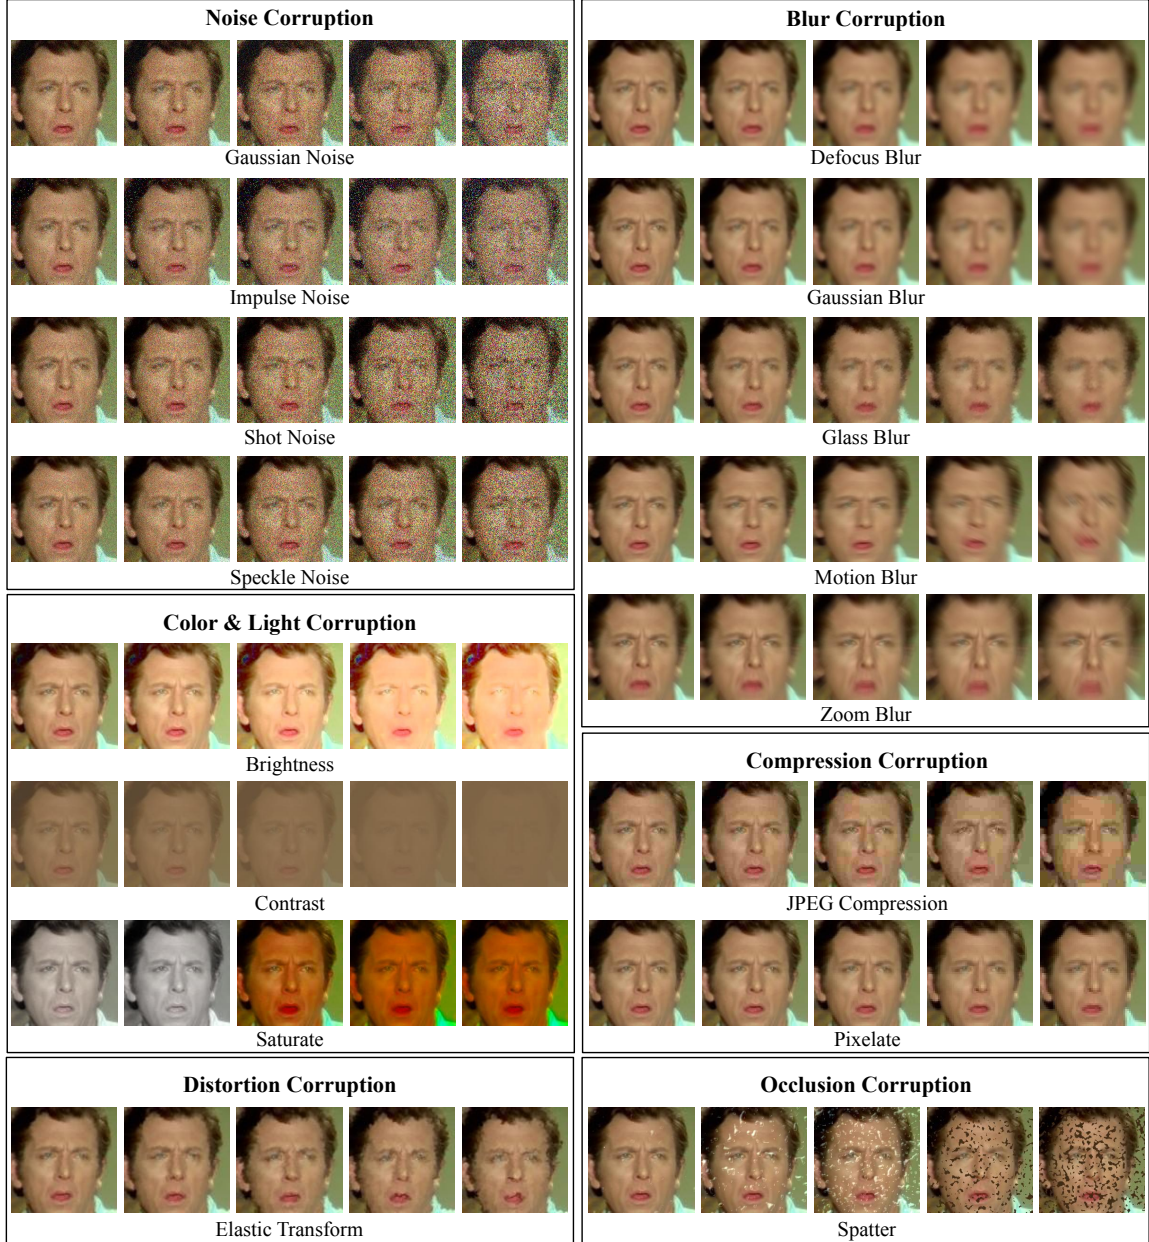 Noise Corruption
Gaussian Noise
Impulse Noise
Shot Noise
Speckle Noise
Color & Light Corruption
Brightness
Contrast
Saturate
Distortion Corruption
Elastic Transform
Blur Corruption
Defocus Blur
Gaussian Blur
Glass Blur
Motion Blur
Zoom Blur
Compression Corruption
JPEG Compression
Pixelate
Occlusion Corruption
Spatter